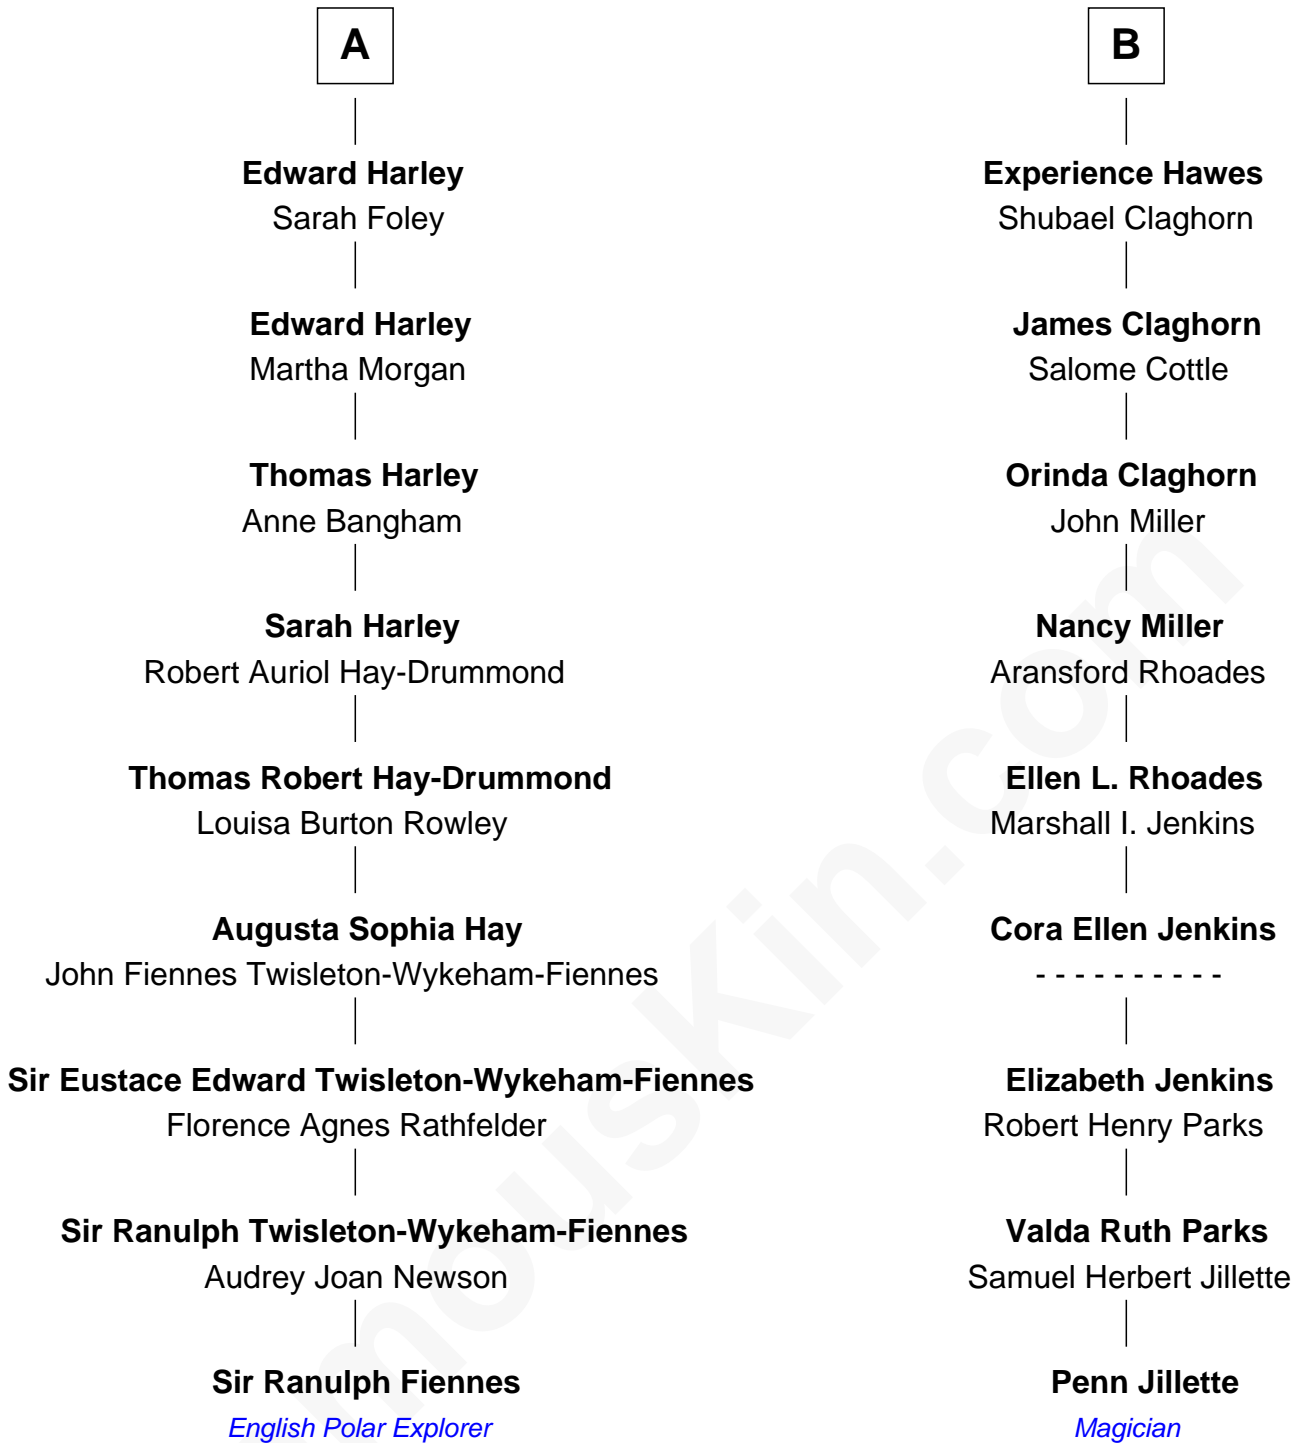 A
Edward Harley
Sarah Foley
Edward Harley
Martha Morgan
Thomas Harley
Anne Bangham
Sarah Harley
Robert Auriol Hay-Drummond
Thomas Robert Hay-Drummond
Louisa Burton Rowley
Augusta Sophia Hay
John Fiennes Twisleton-Wykeham-Fiennes
Sir Eustace Edward Twisleton-Wykeham-Fiennes
Florence Agnes Rathfelder
Sir Ranulph Twisleton-Wykeham-Fiennes
Audrey Joan Newson
Sir Ranulph Fiennes
English Polar Explorer
B
Experience Hawes
Shubael Claghorn
James Claghorn
Salome Cottle
Orinda Claghorn
John Miller
Nancy Miller
Aransford Rhoades
Ellen L. Rhoades
Marshall I. Jenkins
Cora Ellen Jenkins
- - - - - - - - - -
Elizabeth Jenkins
Robert Henry Parks
Valda Ruth Parks
Samuel Herbert Jillette
Penn Jillette
Magician
mousKin.com